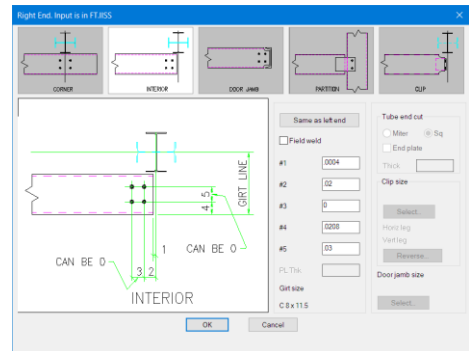 Right End. Input is in FT.IISS
CORNER
INTERIOR
DOOR JAMB
PARTITION
CLIP
GIRT LINE
5
4
1
CAN BE 0
CAN BE 0
3 2
INTERIOR
Same as left end
Field weld
#1 .0004
#2 .02
#3 0
#4 .0208
#5 .03
PL Thk
Girt size
C 8 x 11.5
Tube end cut
Miter Sq
End plate
Thick
Clip size
Select...
Horiz leg
Vert leg
Reverse...
Door jamb size
Select...
OK Cancel